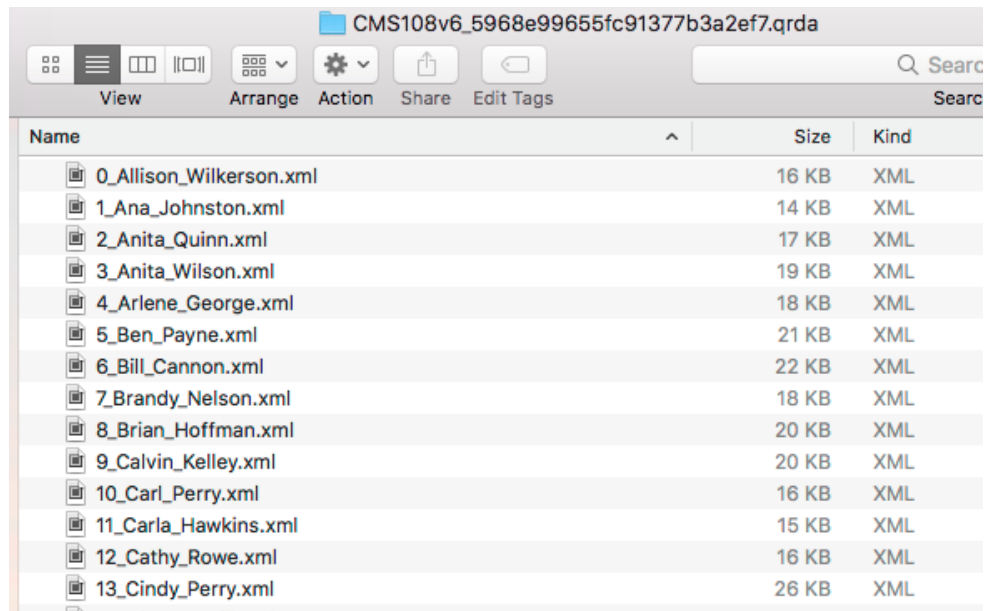 CMS108v6_5968e99655fc91377b3a2ef7.qrda
Searc
View Arrange Action Share Edit Tags Searc
Name Size Kind
0_Allison_Wilkerson.xml 16 KB XML
1_Ana_Johnston.xml 14 KB XML
2_Anita_Quinn.xml 17 KB XML
3_Anita_Wilson.xml 19 KB XML
4_Arlene_George.xml 18 KB XML
5_Ben_Payne.xml 21 KB XML
6_Bill_Cannon.xml 22 KB XML
7_Brandy_Nelson.xml 18 KB XML
8_Brian_Hoffman.xml 20 KB XML
9_Calvin_Kelley.xml 20 KB XML
10_Carl_Perry.xml 16 KB XML
11_Carla_Hawkins.xml 15 KB XML
12_Cathy_Rowe.xml 16 KB XML
13_Cindy_Perry.xml 26 KB XML